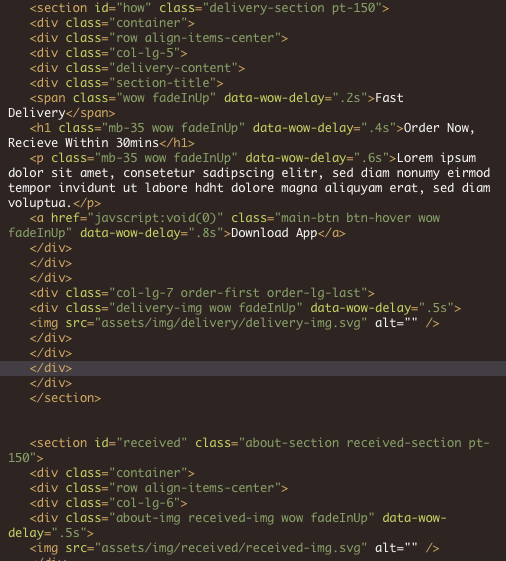 <section id="how" class="delivery-section pt-150">
<div class="container">
<div class="row align-items-center">
<div class="col-lg-5">
<div class="delivery-content">
<div class="section-title">
<span class="wow fadeInUp" data-wow-delay=".2s">Fast
Delivery</span>
<h1 class="mb-35 wow fadeInUp" data-wow-delay=".4s">Order Now,
Recieve Within 30mins</h1>
<p class="mb-35 wow fadeInUp" data-wow-delay=".6s">Lorem ipsum
dolor sit amet, consetetur sadipscing elitr, sed diam nonumy eirmod
tempor invidunt ut labore hdht dolore magna aliquyam erat, sed diam
voluptua.</p>
<a href="javscript:void(0)" class="main-btn btn-hover wow
fadeInUp" data-wow-delay=".8s">Download App</a>
</div>
</div>
</div>
<div class="col-lg-7 order-first order-lg-last">
<div class="delivery-img wow fadeInUp" data-wow-delay=".5s">
<img src="assets/img/delivery/delivery-img.svg" alt="" />
</div>
</div>
</div>
</div>
</section>
<section id="received" class="about-section received-section pt-
150">
<div class="container">
<div class="row align-items-center">
<div class="col-lg-6">
<div class="about-img received-img wow fadeInUp" data-wow-
delay=".5s">
<img src="assets/img/received/received-img.svg" alt="" />